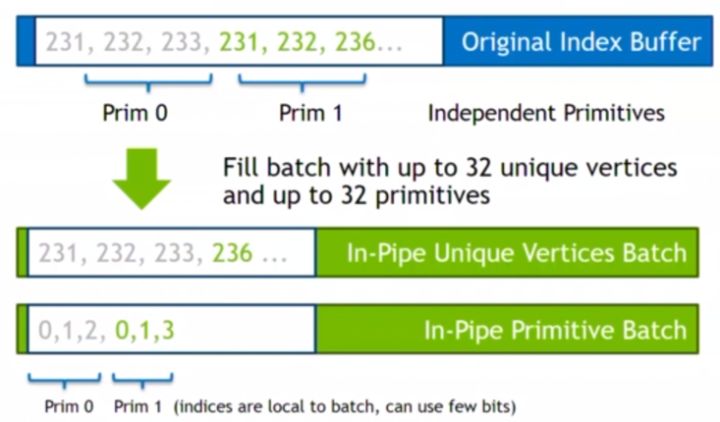 231, 232, 233, 231, 232, 236... Original Index Buffer
Prim 0 Prim 1 Independent Primitives
Fill batch with up to 32 unique vertices
and up to 32 primitives
231, 232, 233, 236 ... In-Pipe Unique Vertices Batch
0,1,2, 0,1,3 In-Pipe Primitive Batch
Prim 0 Prim 1 (indices are local to batch, can use few bits)